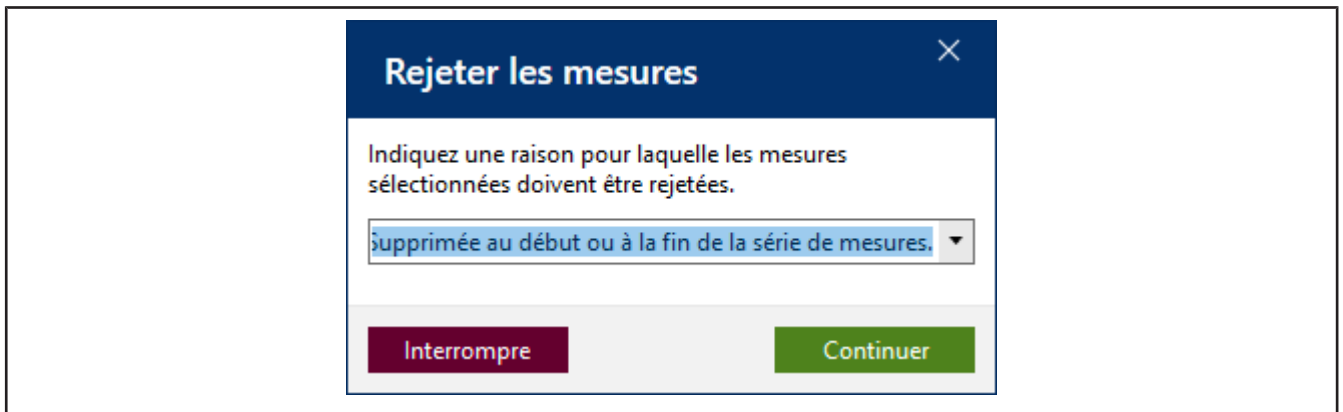 Rejeter les mesures
Indiquez une raison pour laquelle les mesures
sélectionnées doivent être rejetées.
Supprimée au début ou à la fin de la série de mesures.
Interrompre
Continuer